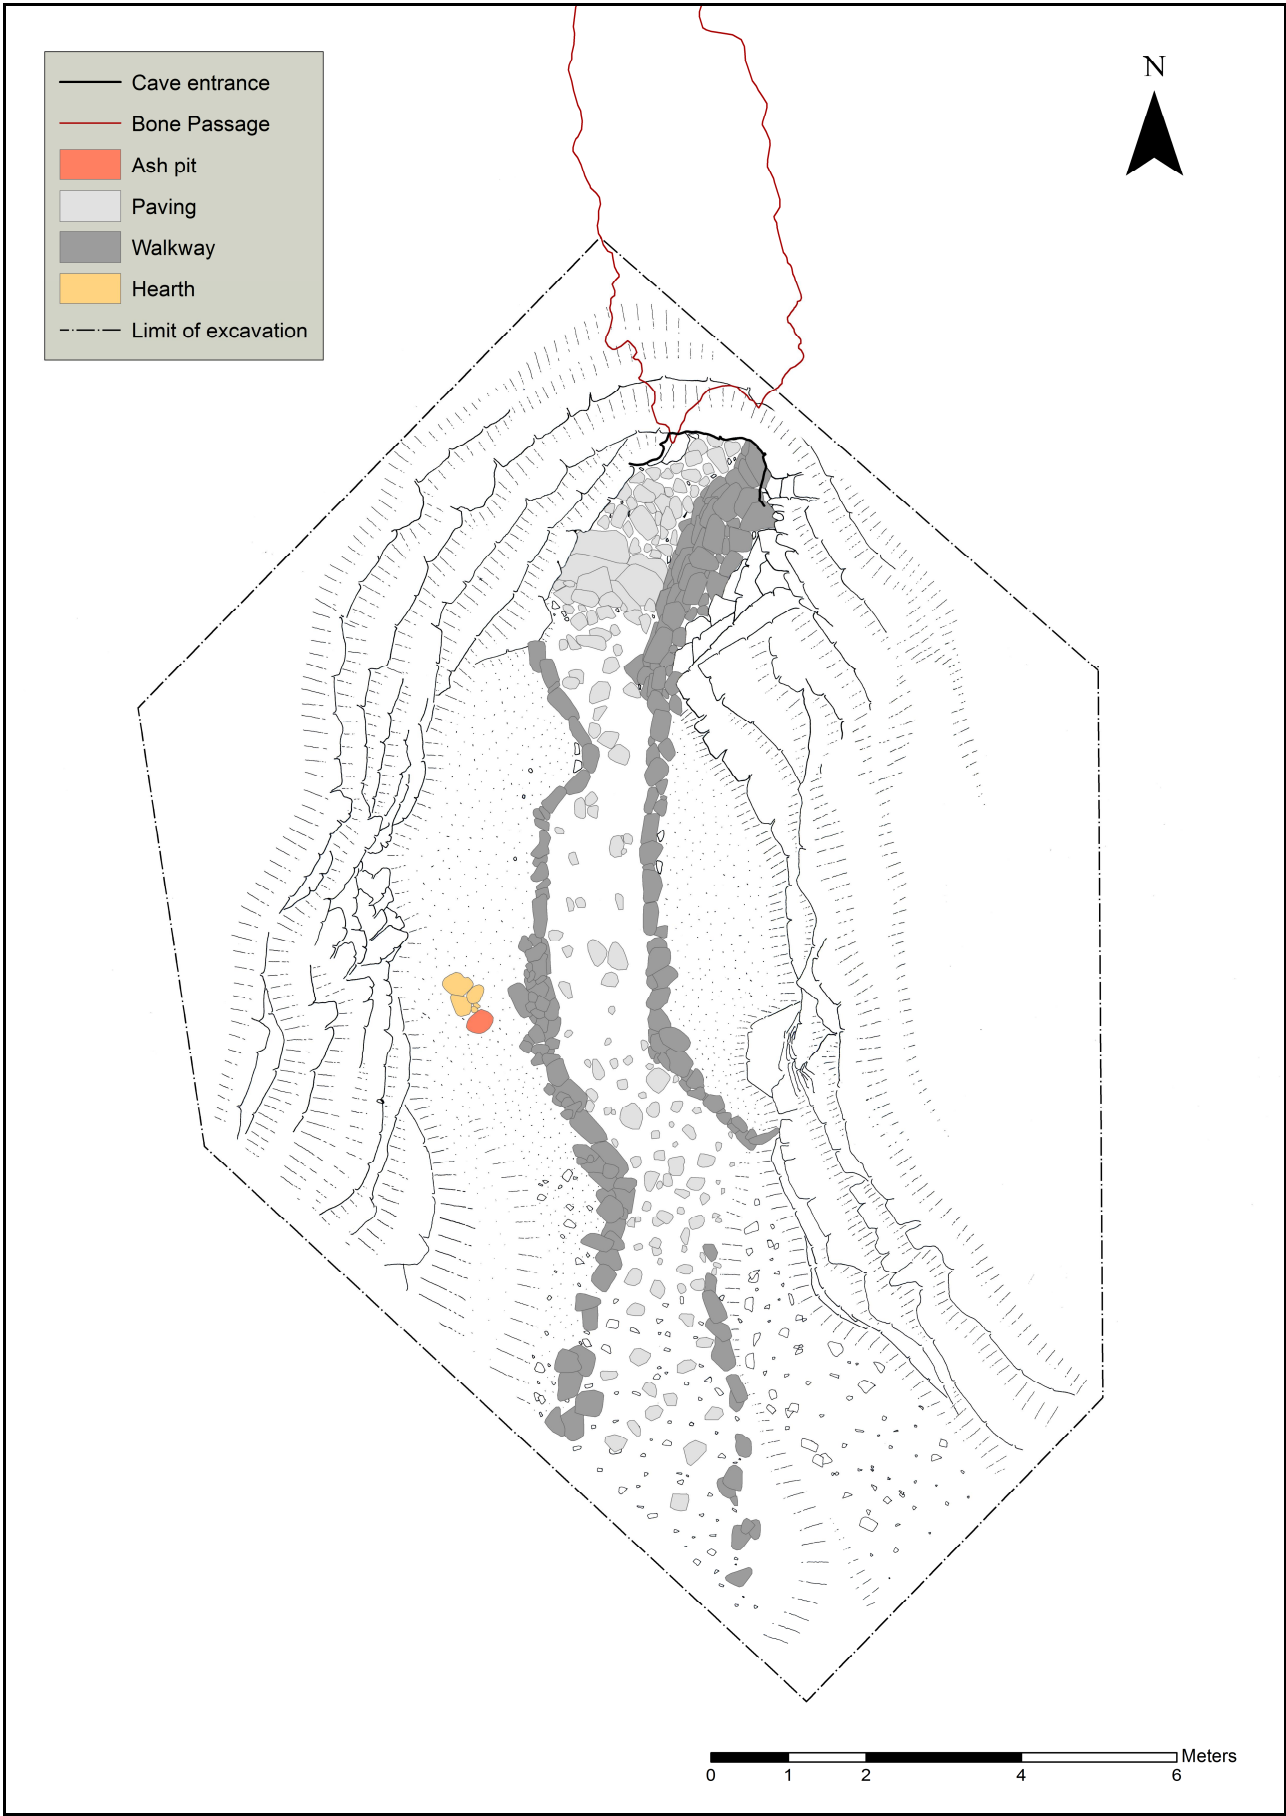 N
Cave entrance
Bone Passage
Ash pit
Paving
Walkway
Hearth
Limit of excavation
Meters
0 1 2 4 6